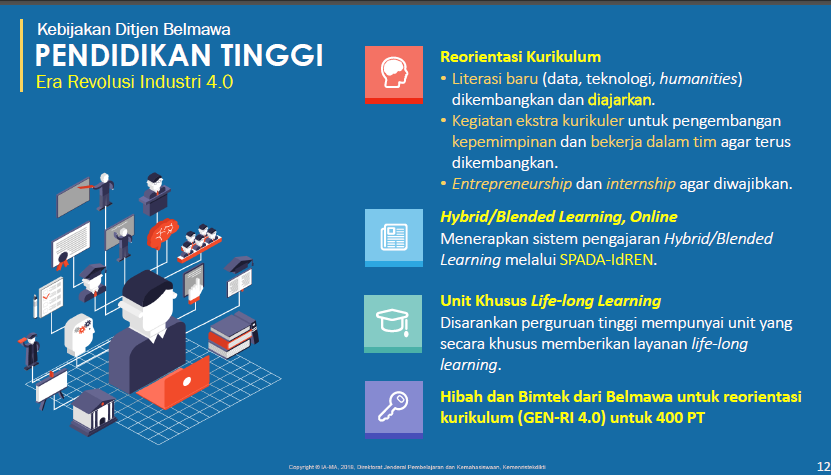 Kebijakan Ditjen Belmawa
PENDIDIKAN TINGGI
Era Revolusi Industri 4.0
Reorientasi Kurikulum
• Literasi baru (data, teknologi, humanities)
dikembangkan dan diajarkan.
• Kegiatan ekstra kurikuler untuk pengembangan
kepemimpinan dan bekerja dalam tim agar terus
dikembangkan.
• Entrepreneurship dan internship agar diwajibkan.
Hybrid/Blended Learning, Online
Menerapkan sistem pengajaran Hybrid/Blended
Learning melalui SPADA-IdREN.
Unit Khusus Life-long Learning
Disarankan perguruan tinggi mempunyai unit yang
secara khusus memberikan layanan life-long
learning.
Hibah dan Bimtek dari Belmawa untuk reorientasi
kurikulum (GEN-RI 4.0) untuk 400 PT
Copyright © IA-MA, 2018, Direktorat Jenderal Pembelajaran dan Kemahasiswaan, Kemenristekdikti
12